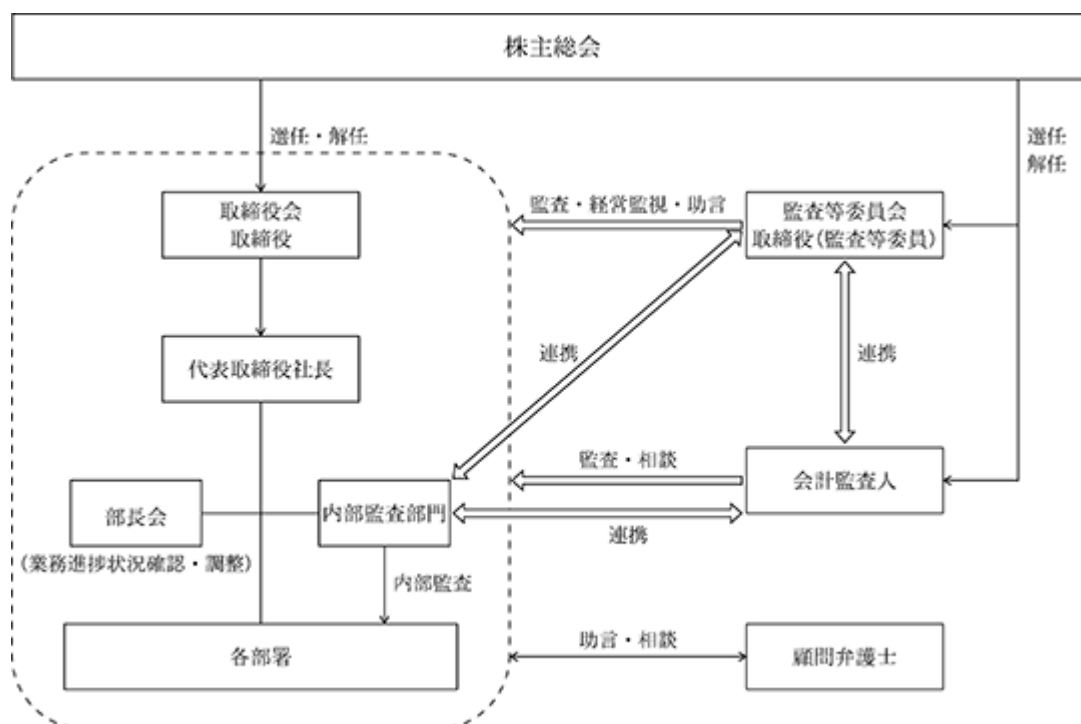 株主総会
選任・解任
選任
解任
取締役会
取締役
監査・経営監視・助言
監査等委員会
取締役(監査等委員)
代表取締役社長
連携
連携
監査・相談
会計監査人
部長会
内部監査部門
連携
(業務進捗状況確認・調整)
内部監査
各部署
助言・相談
顧問弁護士